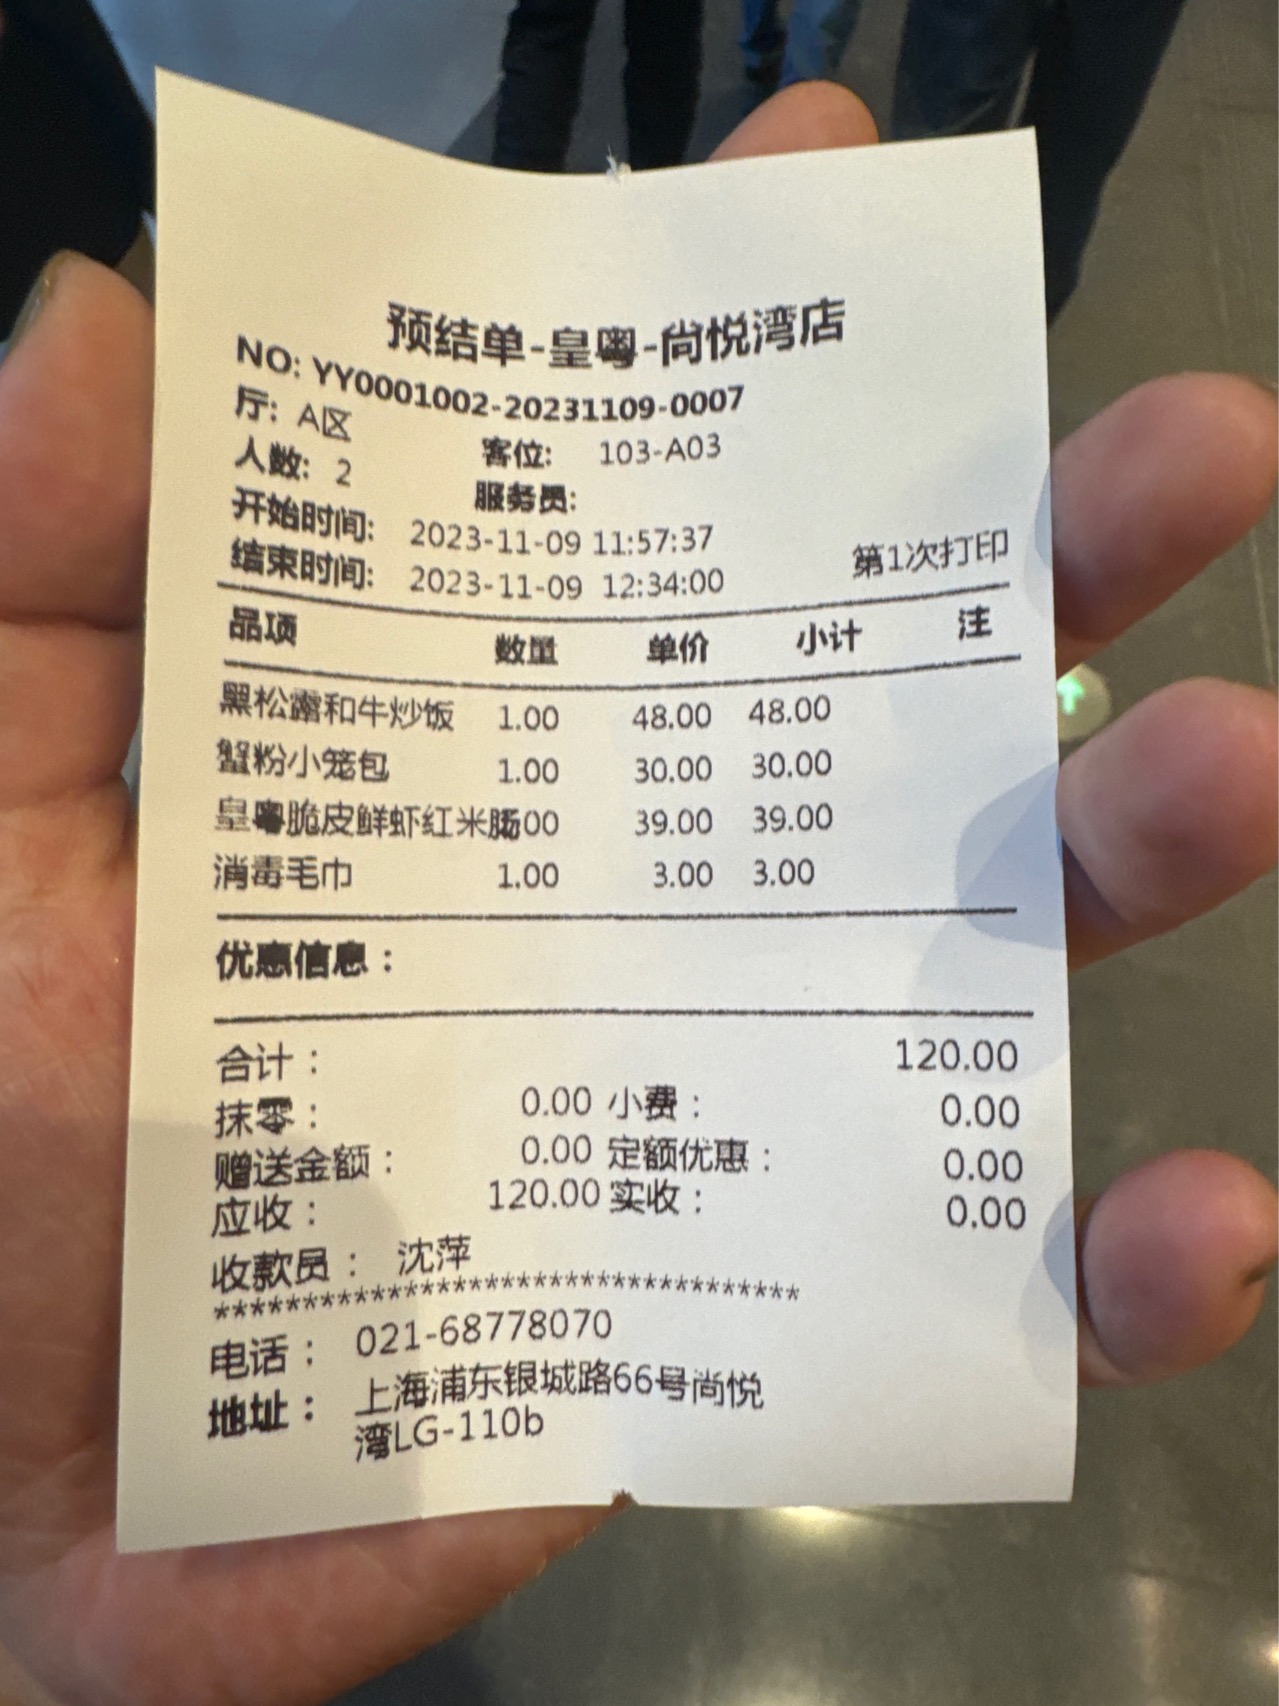 预结单-皇粤-尚悦湾店
NO: YY0001002-20231109-0007
厅: A区 客位: 103-A03
人数: 2 服务员:
开始时间: 2023-11-09 11:57:37
结束时间: 2023-11-09 12:34:00 第1次打印
品项 数量 单价 小计 注
黑松露和牛炒饭 1.00 48.00 48.00
蟹粉小笼包 1.00 30.00 30.00
皇粤脆皮鲜虾红米肠00 39.00 39.00
消毒毛巾 1.00 3.00 3.00
优惠信息:
合计: 120.00
抹零: 0.00 小费: 0.00
赠送金额: 0.00 定额优惠: 0.00
应收: 120.00 实收: 0.00
收款员: 沈萍
****************************************
电话: 021-68778070
地址: 上海浦东银城路66号尚悦
湾LG-110b